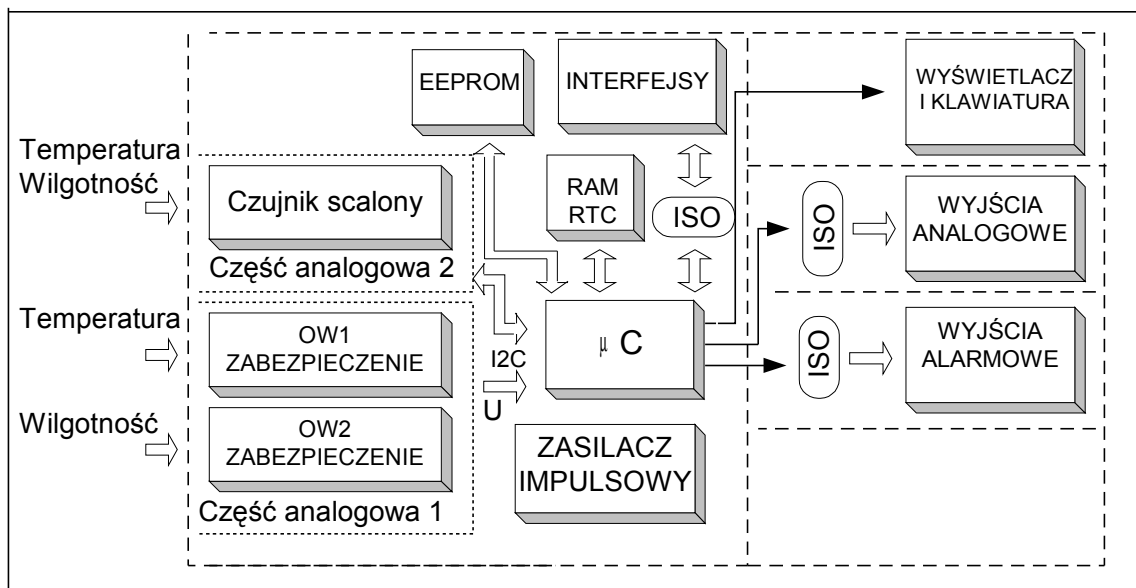 EEPROM
INTERFEJSY
WYŚWIETLACZ
I KLAWIATURA
Temperatura
Wilgotność
Czujnik scalony
Część analogowa 2
RAM
RTC
ISO
ISO
WYJŚCIA
ANALOGOWE
Temperatura
OW1
ZABEZPIECZENIE
I2C
U
μ C
ISO
WYJŚCIA
ALARMOWE
Wilgotność
OW2
ZABEZPIECZENIE
Część analogowa 1
ZASILACZ
IMPULSOWY